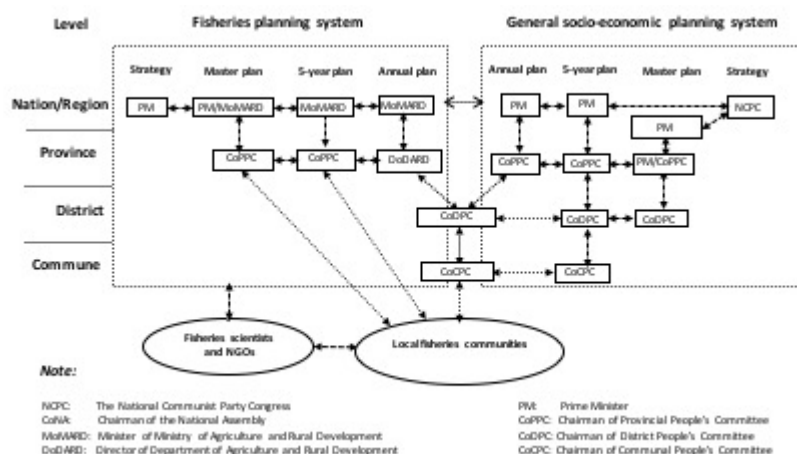 Level Fisheries planning system General socio-economic planning system
Strategy Master plan 5-year plan Annual plan Annual plan 5-year plan Master plan Strategy
Nation/Region PM PM/MoMARD MoMARD MoMARD PM PM NCPC
PM
Province CoPPC CoPPC DoDARD CoPPC CoPPC PM/CoPPC
District CoDPC CoDPC CoDPC
Commune CoCPC CoCPC
Fisheries scientists
and NGOs
Local fisheries communities
Note:
NCPC: The National Communist Party Congress
CoNA: Chairman of the National Assembly
MoMARD: Minister of Ministry of Agriculture and Rural Development
DoDARD: Director of Department of Agriculture and Rural Development
PM: Prime Minister
CoPPC: Chairman of Provincial People's Committee
CoDPC: Chairman of District People's Committee
CoCPC: Chairman of Communal People's Committee